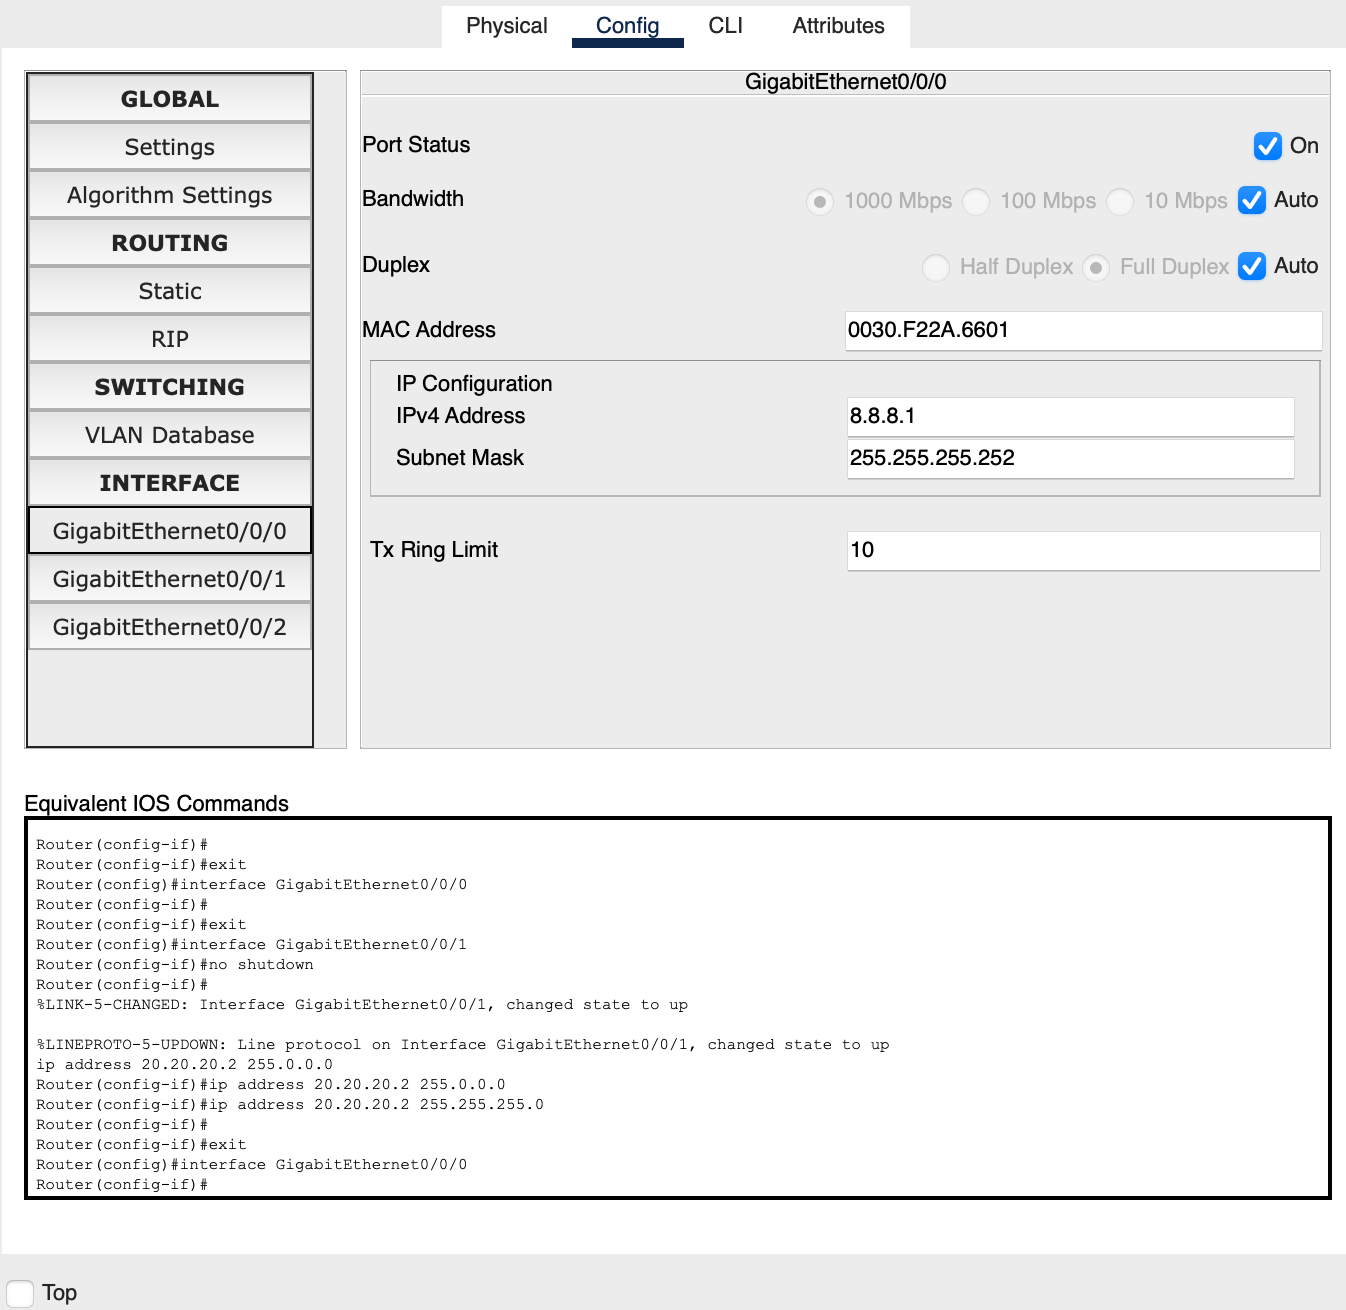 Physical Config CLI Attributes
GLOBAL
Settings
Algorithm Settings
ROUTING
Static
RIP
SWITCHING
VLAN Database
INTERFACE
GigabitEthernet0/0/0
GigabitEthernet0/0/1
GigabitEthernet0/0/2
GigabitEthernet0/0/0
Port Status On
Bandwidth 1000 Mbps 100 Mbps 10 Mbps Auto
Duplex Half Duplex Full Duplex Auto
MAC Address 0030.F22A.6601
IP Configuration
IPv4 Address 8.8.8.1
Subnet Mask 255.255.255.252
Tx Ring Limit 10
Equivalent IOS Commands
Router(config-if)#
Router(config-if)#exit
Router(config)#interface GigabitEthernet0/0/0
Router(config-if)#
Router(config-if)#exit
Router(config)#interface GigabitEthernet0/0/1
Router(config-if)#no shutdown
Router(config-if)#
%LINK-5-CHANGED: Interface GigabitEthernet0/0/1, changed state to up
%LINEPROTO-5-UPDOWN: Line protocol on Interface GigabitEthernet0/0/1, changed state to up
ip address 20.20.20.2 255.0.0.0
Router(config-if)#ip address 20.20.20.2 255.0.0.0
Router(config-if)#ip address 20.20.20.2 255.255.255.0
Router(config-if)#
Router(config-if)#exit
Router(config)#interface GigabitEthernet0/0/0
Router(config-if)#
Top